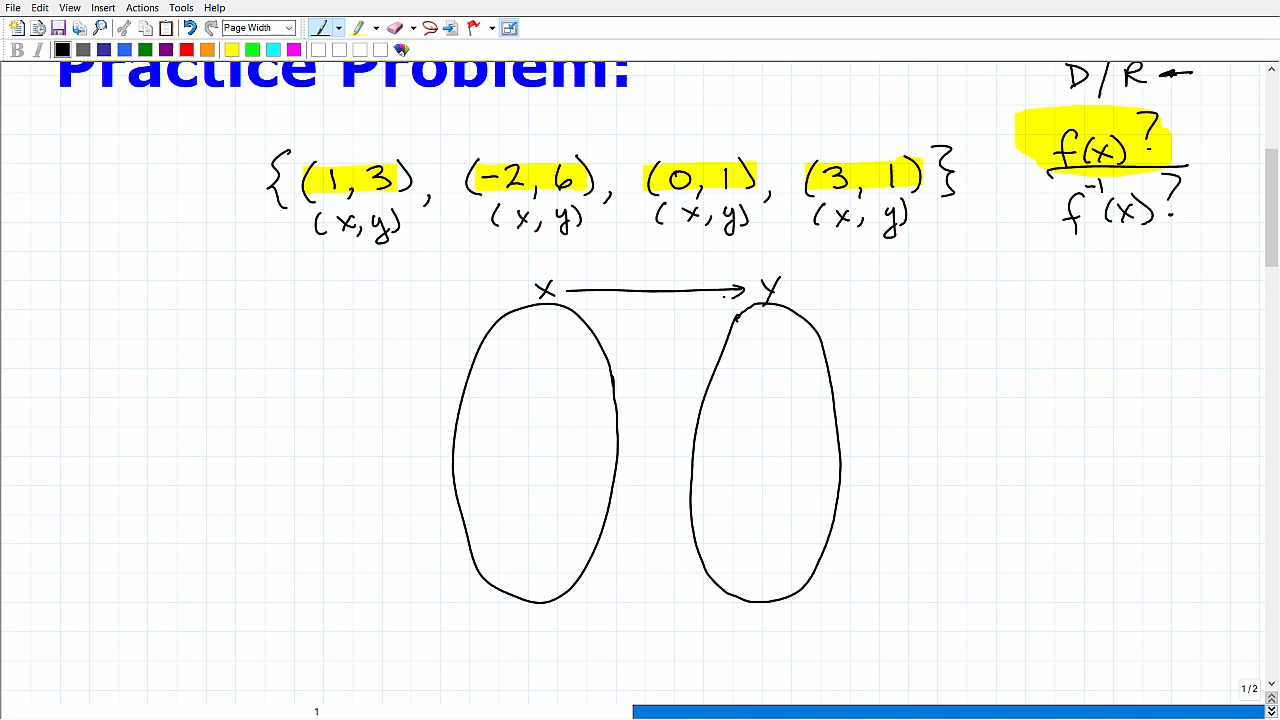 File Edit View Insert Actions Tools Help
Page Width
B I
Practice Problem:
D / R ←
{(1, 3), (-2, 6), (0, 1), (3, 1)}
f(x) ?
(x, y) (x, y) (x, y) (x, y)
f⁻¹(x) ?
x → y
1/2
1